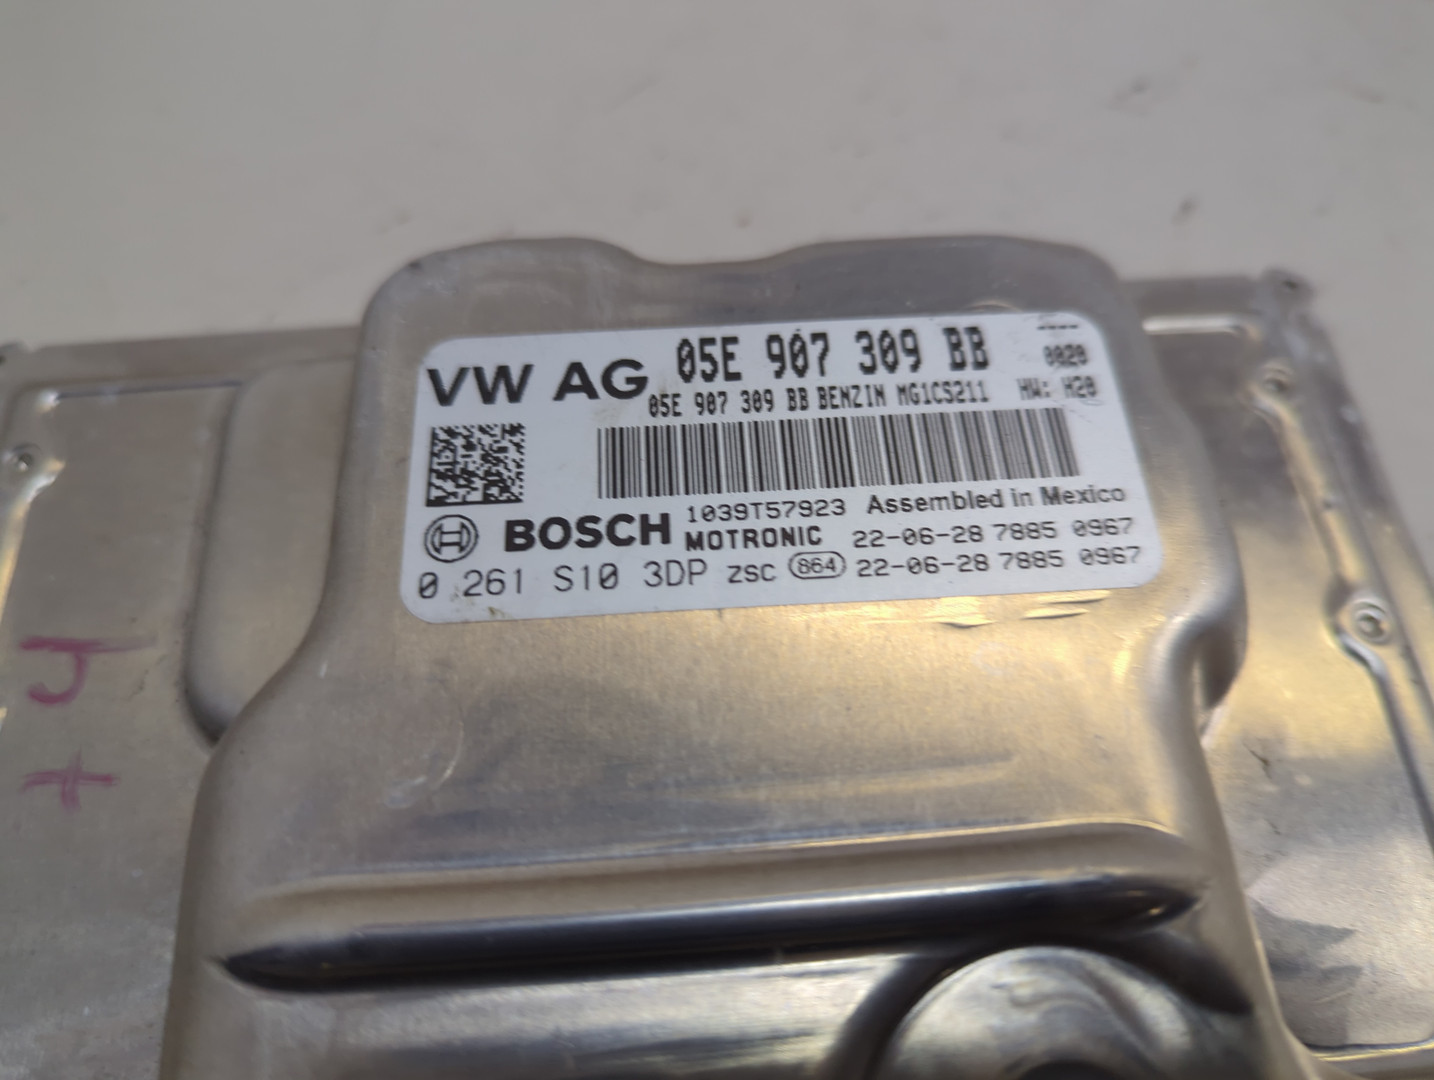 VW AG 05E 907 309 BB 0020
05E 907 309 BB BENZIN MG1CS211 HW: H20
BOSCH 1039T57923 Assembled in Mexico
MOTRONIC 22-06-28 7885 0967
0 261 S10 3DP ZSC 864 22-06-28 7885 0967